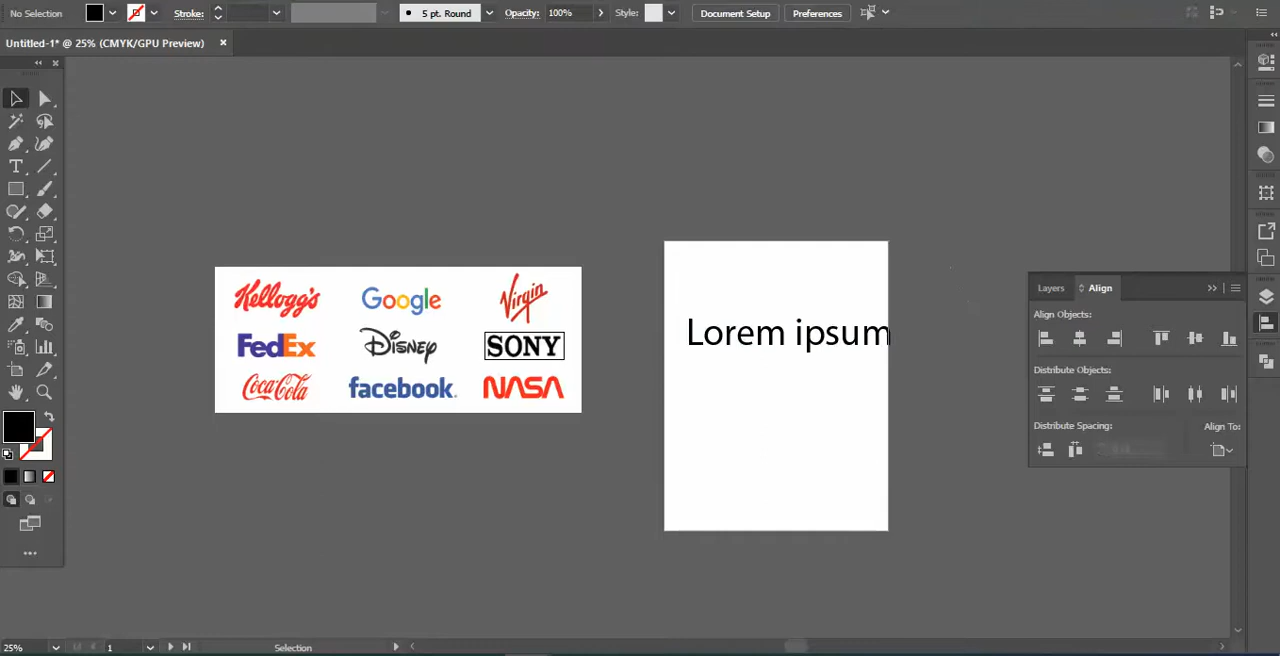 No Selection
Stroke:
5 pt. Round
Opacity: 100%
Style:
Document Setup
Preferences
Untitled-1* @ 25% (CMYK/GPU Preview) ×
Kellogg's Google Virgin
FedEx Disney SONY
Coca-Cola facebook. NASA
Lorem ipsum
Layers
Align
Align Objects:
Distribute Objects:
Distribute Spacing:
Align To:
25%
1
Selection